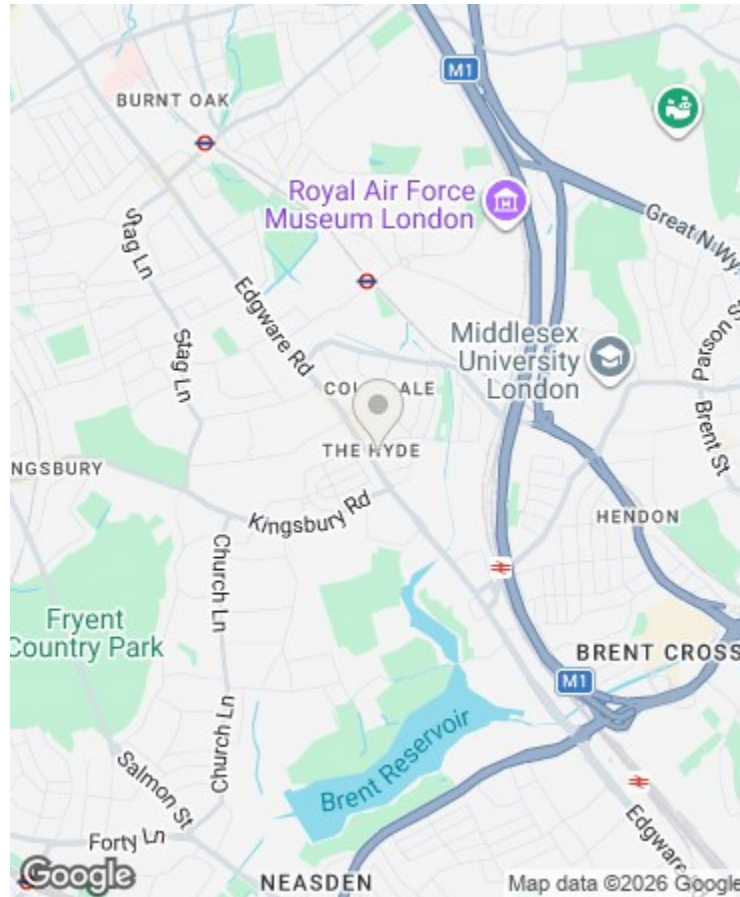 M1
BURNT OAK
Royal Air Force
Museum London
Great N Wy
Stag Ln
Edgware Rd
Parson St
Stag Ln
Middlesex
University
London
Brent St
THE HYDE
NGSBURY
Kingsbury Rd
HENDON
Church Ln
Fryent
Country Park
BRENT CROSS
M1
Church Ln
Brent Reservoir
Salmon St
Edgware
Forty Ln
Google
NEASDEN
Map data ©2026 Google